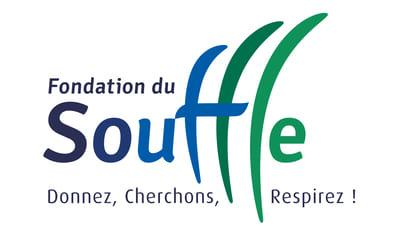 Fondation du
Souffle
Donnez, Cherchons, Respirez !